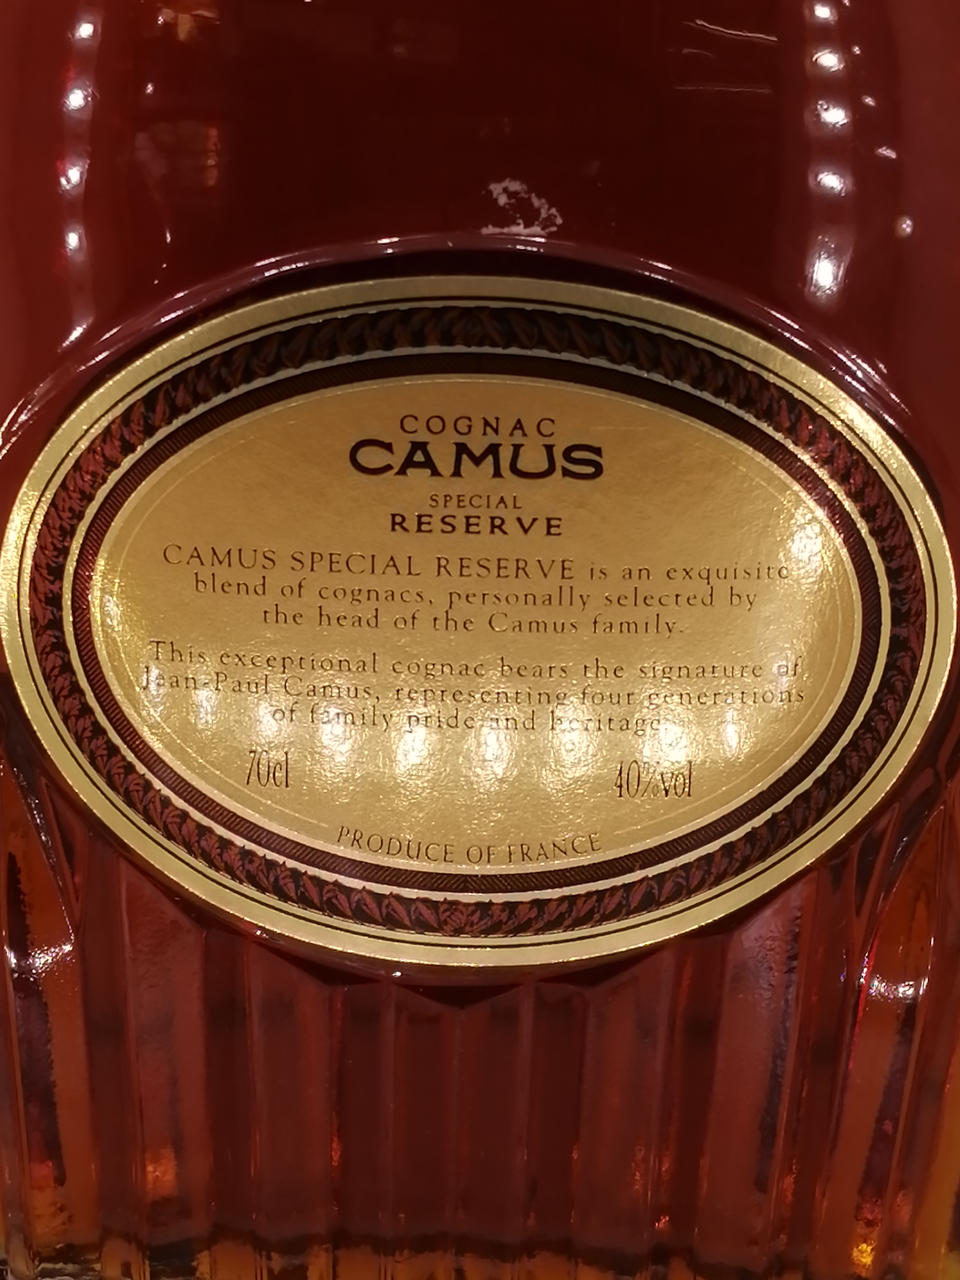 COGNAC
CAMUS
SPECIAL
RESERVE
CAMUS SPECIAL RESERVE is an exquisite
blend of cognacs, personally selected by
the head of the Camus family.
This exceptional cognac bears the signature of
Jean-Paul Camus, representing four generations
of family pride and heritage.
70cl 40%vol
PRODUCE OF FRANCE